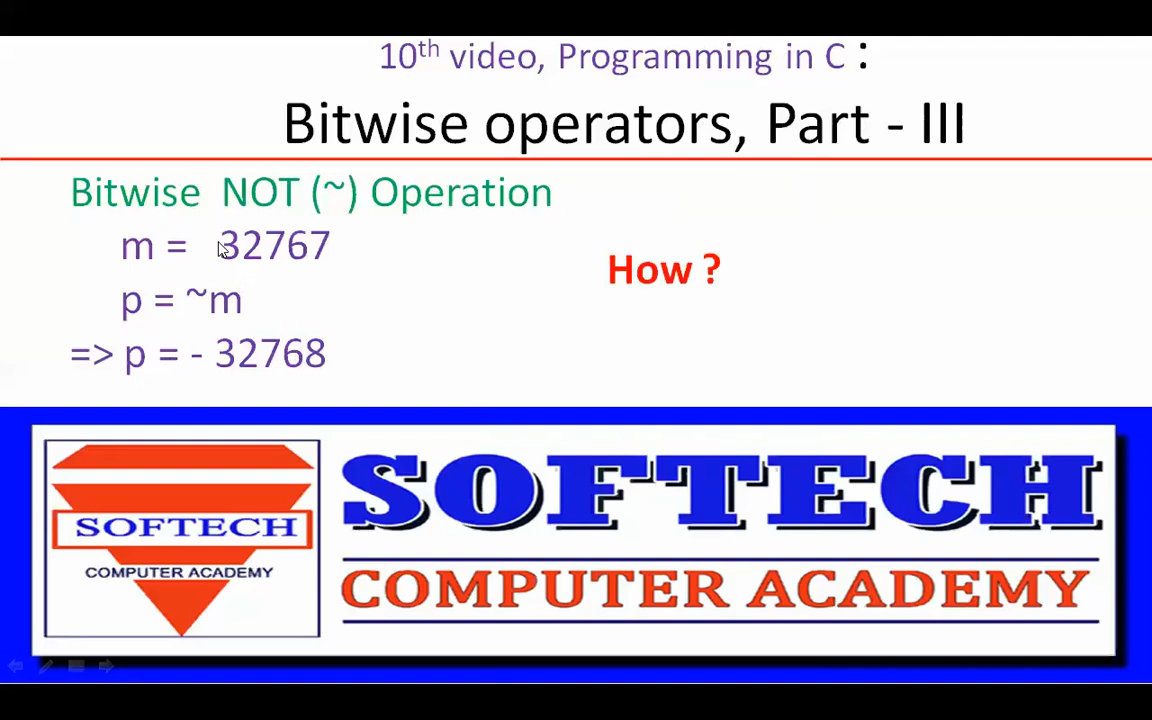 10th video, Programming in C :
Bitwise operators, Part - III
Bitwise NOT (~) Operation
m = 32767
How ?
p = ~m
=> p = - 32768
SOFTECH
COMPUTER ACADEMY
SOFTECH
COMPUTER ACADEMY